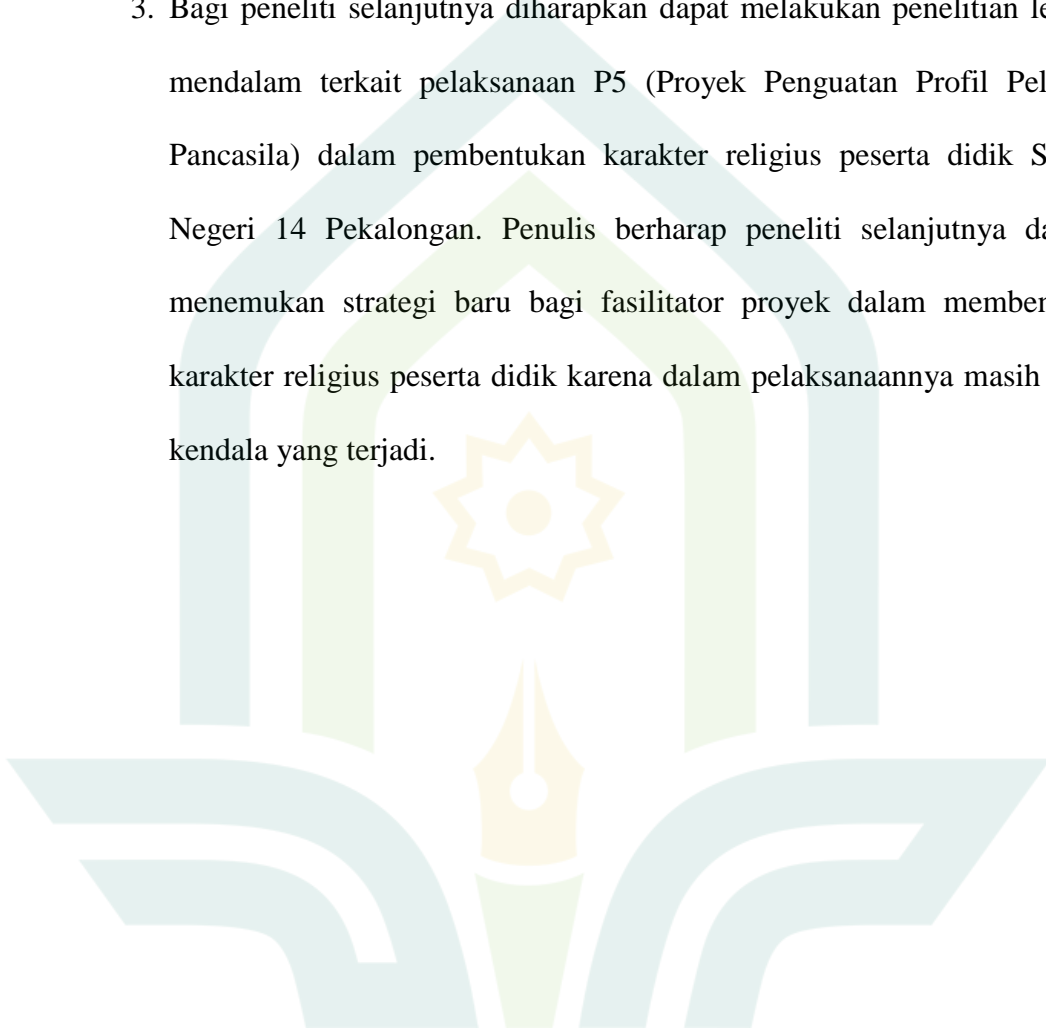 3. Bagi peneliti selanjutnya diharapkan dapat melakukan penelitian le
mendalam terkait pelaksanaan P5 (Proyek Penguatan Profil Pel
Pancasila) dalam pembentukan karakter religius peserta didik S
Negeri 14 Pekalongan. Penulis berharap peneliti selanjutnya da
menemukan strategi baru bagi fasilitator proyek dalam member
karakter religius peserta didik karena dalam pelaksanaannya masih
kendala yang terjadi.